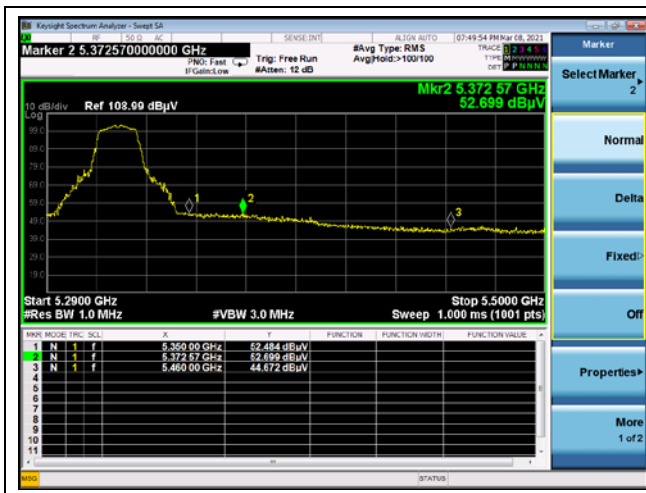 Keysight Spectrum Analyzer - Swept SA
RF 50 Ω AC SENSE:INT ALIGN AUTO 07:49:54 PM Mar 08, 2021
Marker 2 5.372570000000 GHz
PNO: Fast
IFGain:Low
Trig: Free Run
#Atten: 12 dB
#Avg Type: RMS
Avg|Hold:>100/100
TRACE 1 2 3 4 5 6
TYPE
DET P P N N N N
Mkr2 5.372 57 GHz
52.699 dBµV
10 dB/div Ref 108.99 dBµV
Log
99.0
89.0
79.0
69.0
59.0
49.0
39.0
29.0
19.0
1
2
3
Start 5.2900 GHz
Stop 5.5000 GHz
#Res BW 1.0 MHz
#VBW 3.0 MHz
Sweep 1.000 ms (1001 pts)
MKR MODE TRC SCL X Y FUNCTION FUNCTION WIDTH FUNCTION VALUE
1 N 1 f 5.350 00 GHz 52.484 dBµV
2 N 1 f 5.372 57 GHz 52.699 dBµV
3 N 1 f 5.460 00 GHz 44.672 dBµV
4
5
6
7
8
9
10
11
MSG
STATUS
Marker
Select Marker
2
Normal
Delta
Fixed
Off
Properties
More
1 of 2